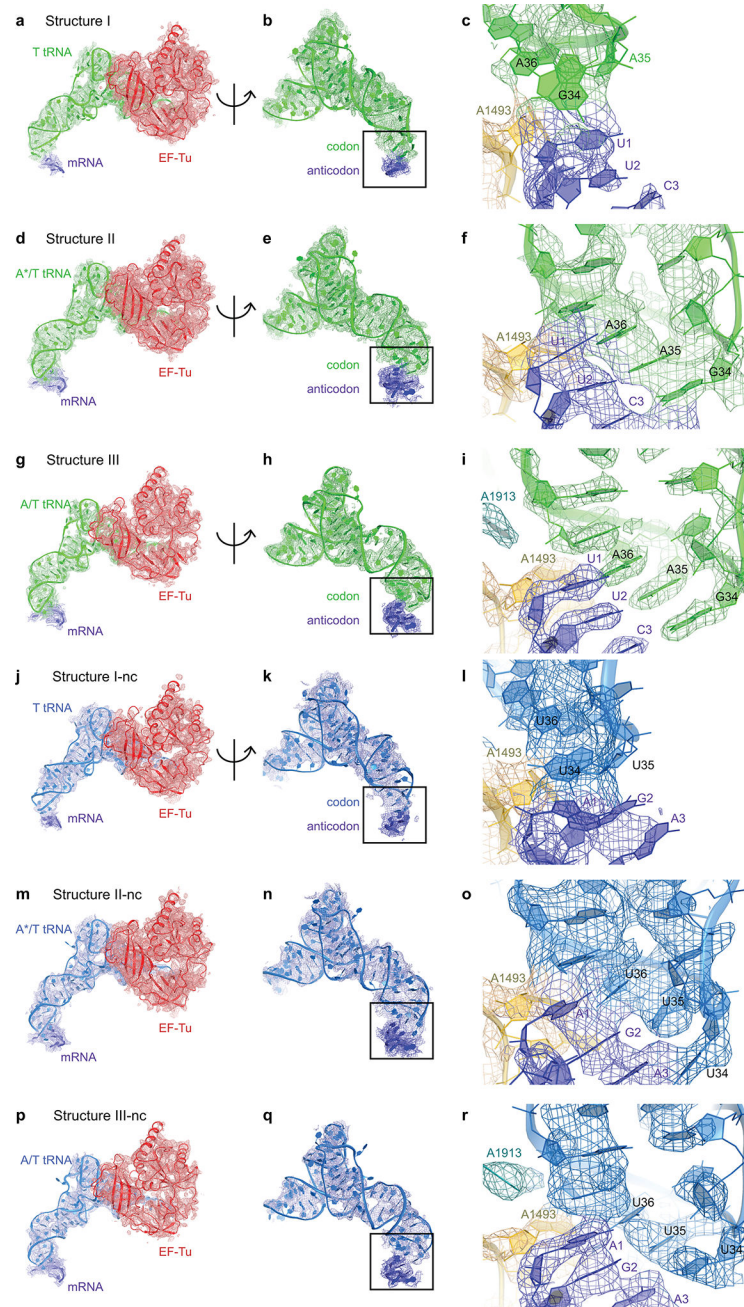 a Structure I
T tRNA
mRNA
EF-Tu
b
codon
anticodon
c
A36
A35
G34
A1493
U1
U2
C3
d Structure II
A*/T tRNA
mRNA
EF-Tu
e
codon
anticodon
f
A1493
U1
A36
A35
G34
U2
C3
g Structure III
A/T tRNA
mRNA
EF-Tu
h
codon
anticodon
i
A1913
A1493
U1
A36
A35
U2
G34
C3
j Structure I-nc
T tRNA
mRNA
EF-Tu
k
codon
anticodon
l
U36
A1493
U34
U35
A1
G2
A3
m Structure II-nc
A*/T tRNA
mRNA
EF-Tu
n
o
A1493
U36
A1
U35
G2
A3
U34
p Structure III-nc
A/T tRNA
mRNA
EF-Tu
q
r
A1913
A1493
U36
U35
A1
U34
G2
A3